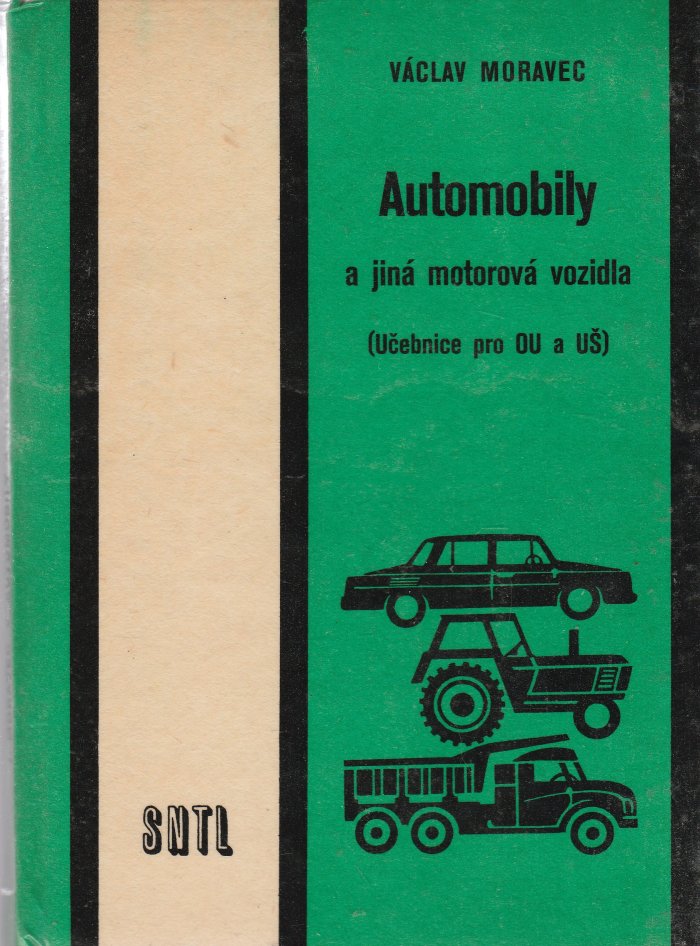 VÁCLAV MORAVEC
Automobily
a jiná motorová vozidla
(Učebnice pro OU a UŠ)
SNTL